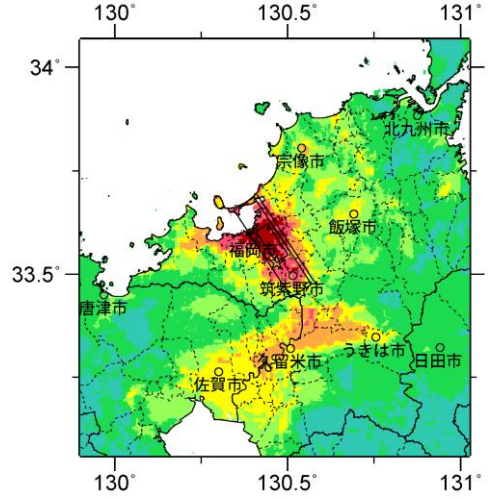 130° 130.5° 131°
34°
北九州市
宗像市
飯塚市
福岡市
33.5°
筑紫野市
唐津市
うきは市
久留米市
日田市
佐賀市
130° 130.5° 131°